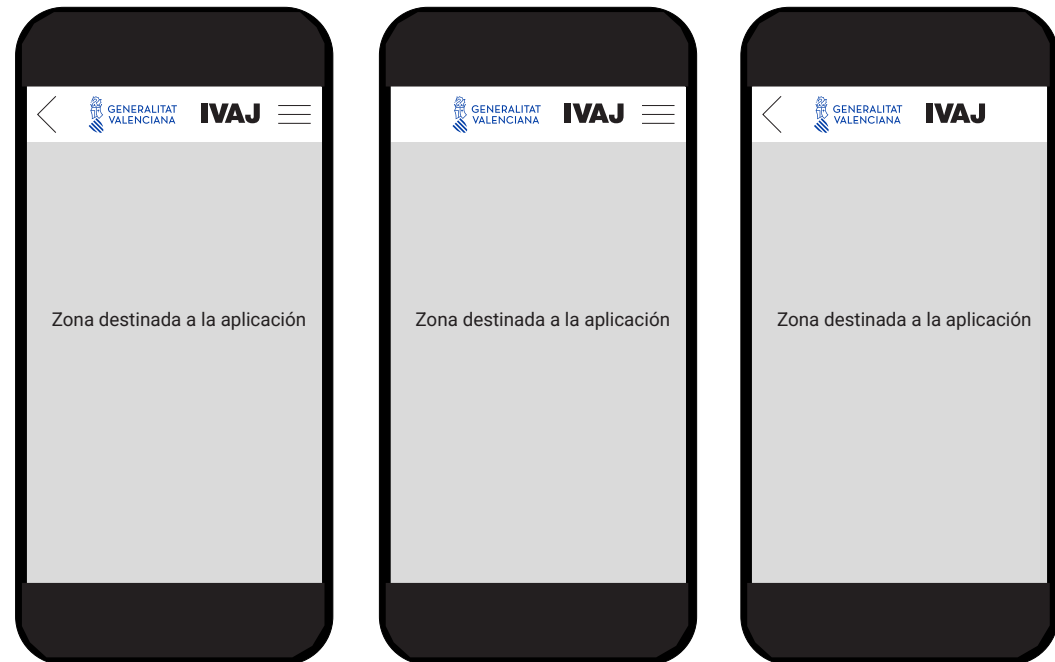 GENERALITAT
VALENCIANA
IVAJ
Zona destinada a la aplicación
GENERALITAT
VALENCIANA
IVAJ
Zona destinada a la aplicación
GENERALITAT
VALENCIANA
IVAJ
Zona destinada a la aplicación